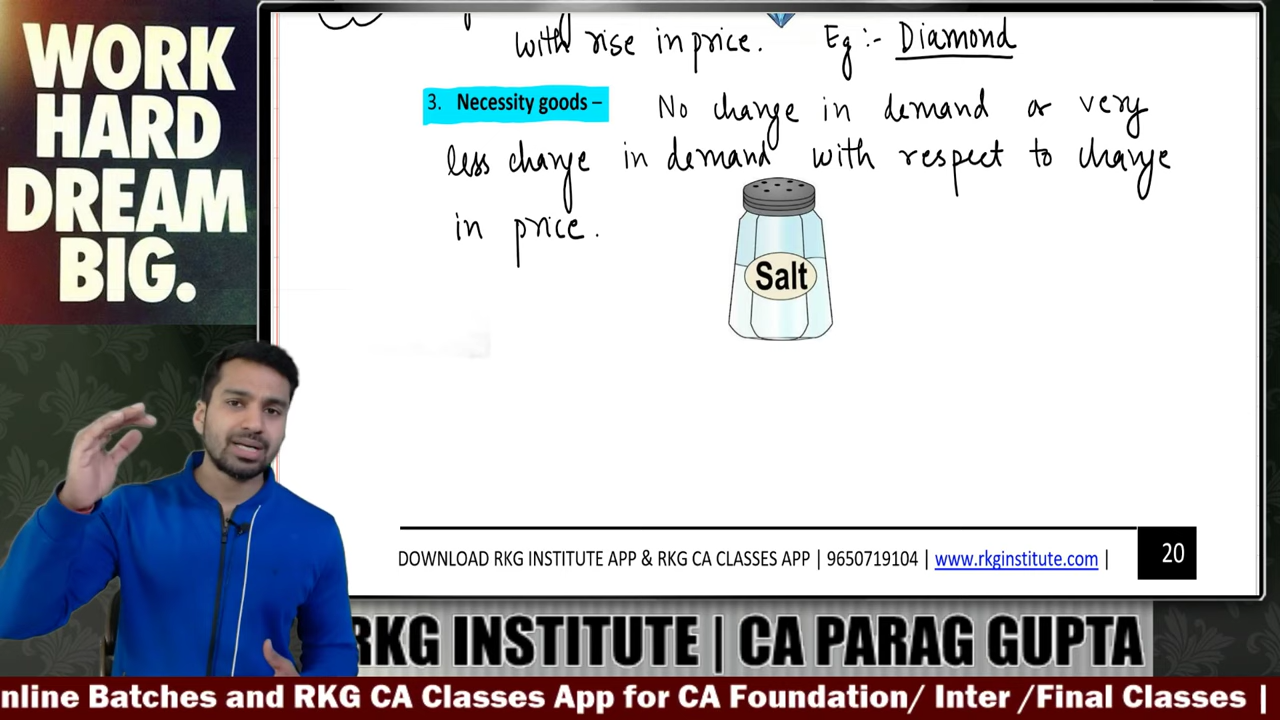 WORK
HARD
DREAM
BIG.
with rise in price. Eg :- Diamond
3. Necessity goods – No change in demand or very
less change in demand with respect to change
in price.
Salt
DOWNLOAD RKG INSTITUTE APP & RKG CA CLASSES APP | 9650719104 | www.rkginstitute.com | 20
RKG INSTITUTE | CA PARAG GUPTA
nline Batches and RKG CA Classes App for CA Foundation/ Inter /Final Classes |